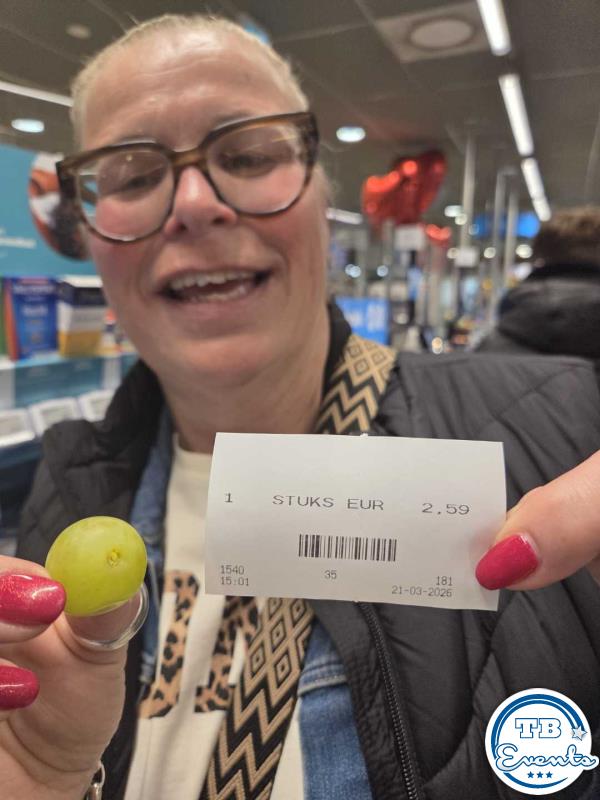 1 STUKS EUR 2,59
1540 35 181
15:01 21-03-2026
TB
Events